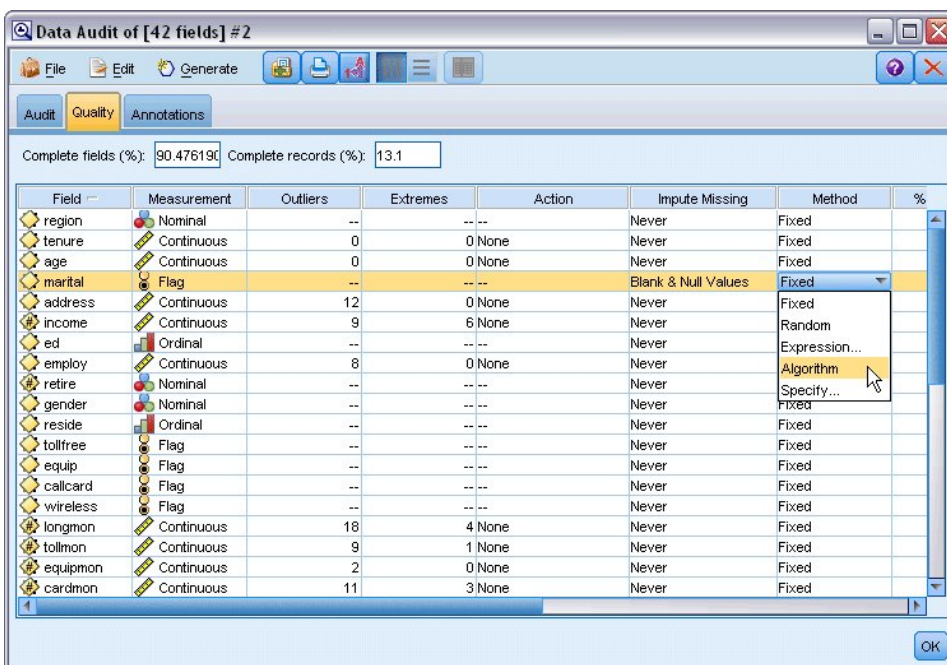 Data Audit of [42 fields] #2
File Edit Generate
Audit Quality Annotations
Complete fields (%): 90.476190 Complete records (%): 13.1
Field Measurement Outliers Extremes Action Impute Missing Method %
region Nominal -- -- -- Never Fixed
tenure Continuous 0 0 None Never Fixed
age Continuous 0 0 None Never Fixed
marital Flag -- -- -- Blank & Null Values Fixed
address Continuous 12 0 None Never Fixed
income Continuous 9 6 None Never Random
ed Ordinal -- -- -- Never Expression...
employ Continuous 8 0 None Never Algorithm
retire Nominal -- -- -- Never Specify...
gender Nominal -- -- -- Never Fixed
reside Ordinal -- -- -- Never Fixed
tollfree Flag -- -- -- Never Fixed
equip Flag -- -- -- Never Fixed
callcard Flag -- -- -- Never Fixed
wireless Flag -- -- -- Never Fixed
longmon Continuous 18 4 None Never Fixed
tollmon Continuous 9 1 None Never Fixed
equipmon Continuous 2 0 None Never Fixed
cardmon Continuous 11 3 None Never Fixed
OK